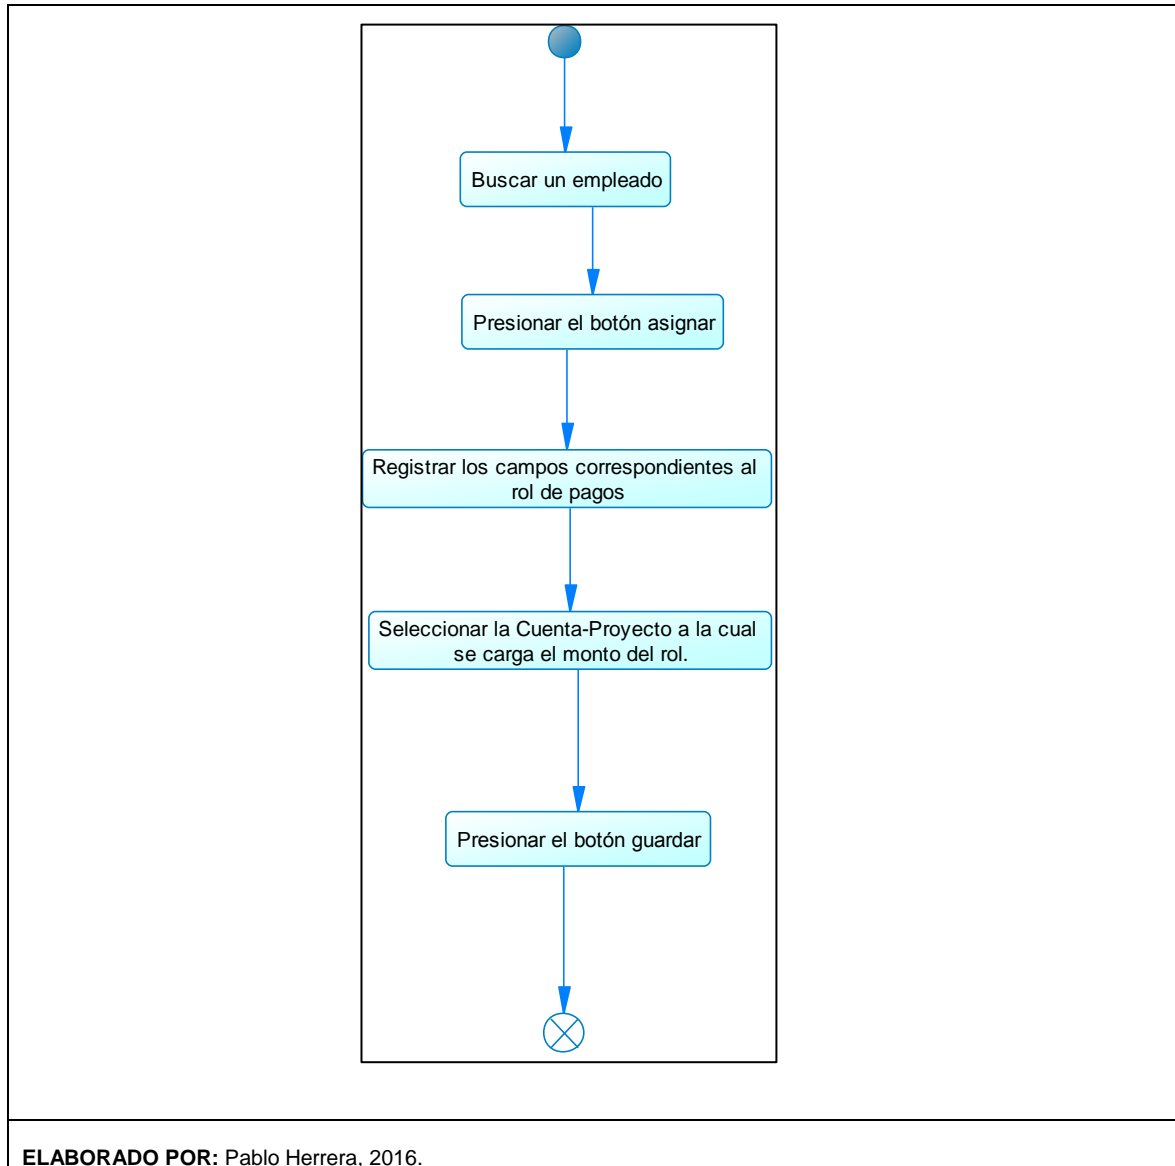 Buscar un empleado
Presionar el botón asignar
Registrar los campos correspondientes al
rol de pagos
Seleccionar la Cuenta-Proyecto a la cual
se carga el monto del rol.
Presionar el botón guardar
ELABORADO POR: Pablo Herrera, 2016.